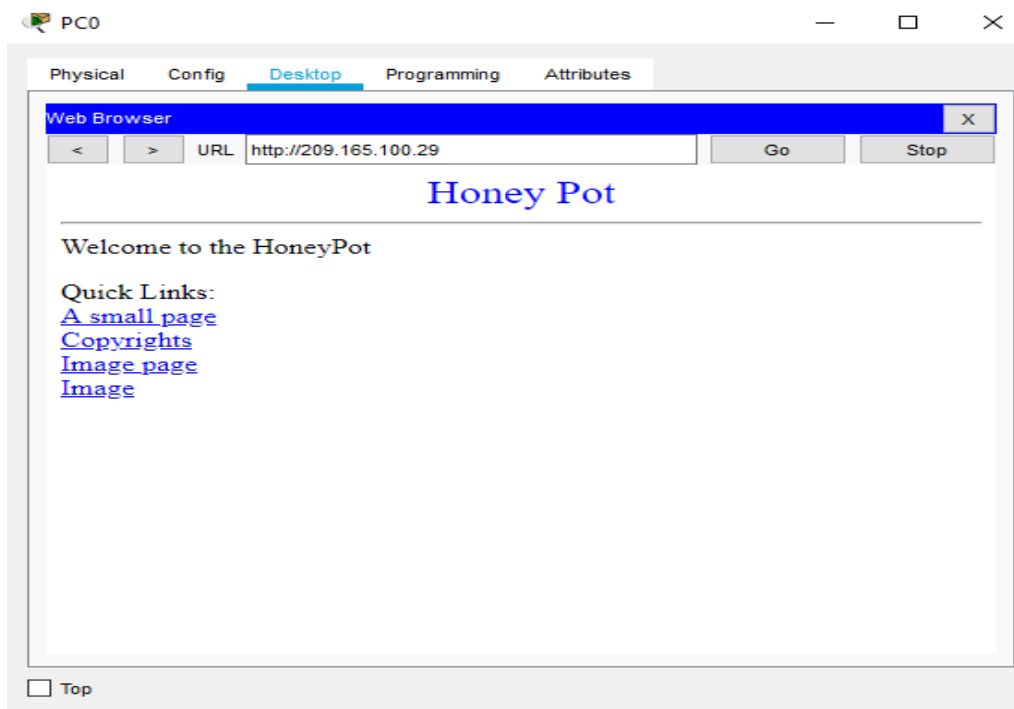 PC0
Physical Config Desktop Programming Attributes
Web Browser X
< > URL http://209.165.100.29 Go Stop
Honey Pot
Welcome to the HoneyPot
Quick Links:
A small page
Copyrights
Image page
Image
Top